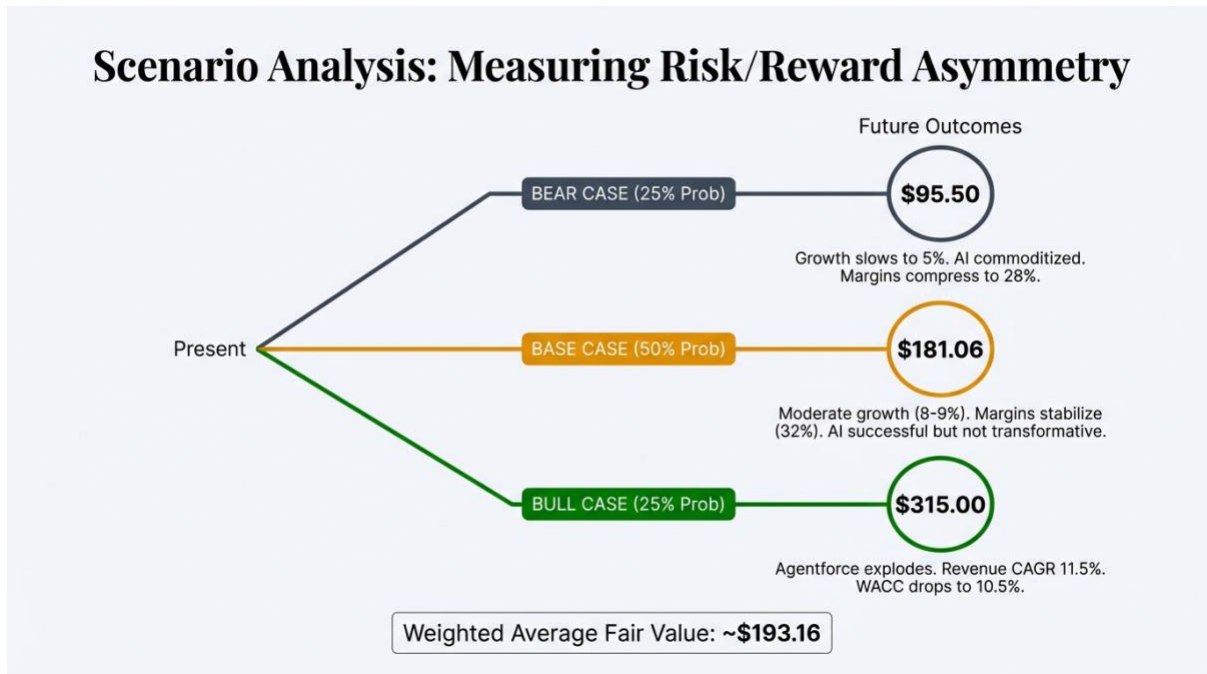 Scenario Analysis: Measuring Risk/Reward Asymmetry
Future Outcomes
BEAR CASE (25% Prob)
$95.50
Growth slows to 5%. AI commoditized.
Margins compress to 28%.
Present
BASE CASE (50% Prob)
$181.06
Moderate growth (8-9%). Margins stabilize
(32%). AI successful but not transformative.
BULL CASE (25% Prob)
$315.00
Agentforce explodes. Revenue CAGR 11.5%.
WACC drops to 10.5%.
Weighted Average Fair Value: ~$193.16